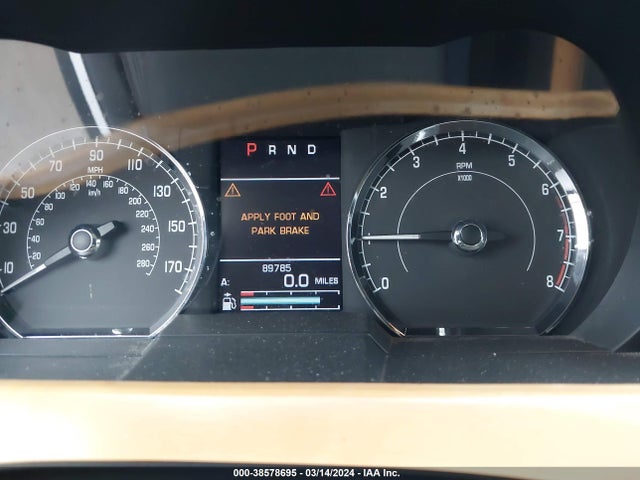 10 30 50 70 90 110 130 150 170
MPH
20 40 60 80 100 120 140 160 180 200 220 240 260 280
km/h
P R N D
APPLY FOOT AND
PARK BRAKE
89785
A: 0.0 MILES
0 1 2 3 4 5 6 7 8
RPM
X1000
000-38578695 - 03/14/2024 - IAA Inc.